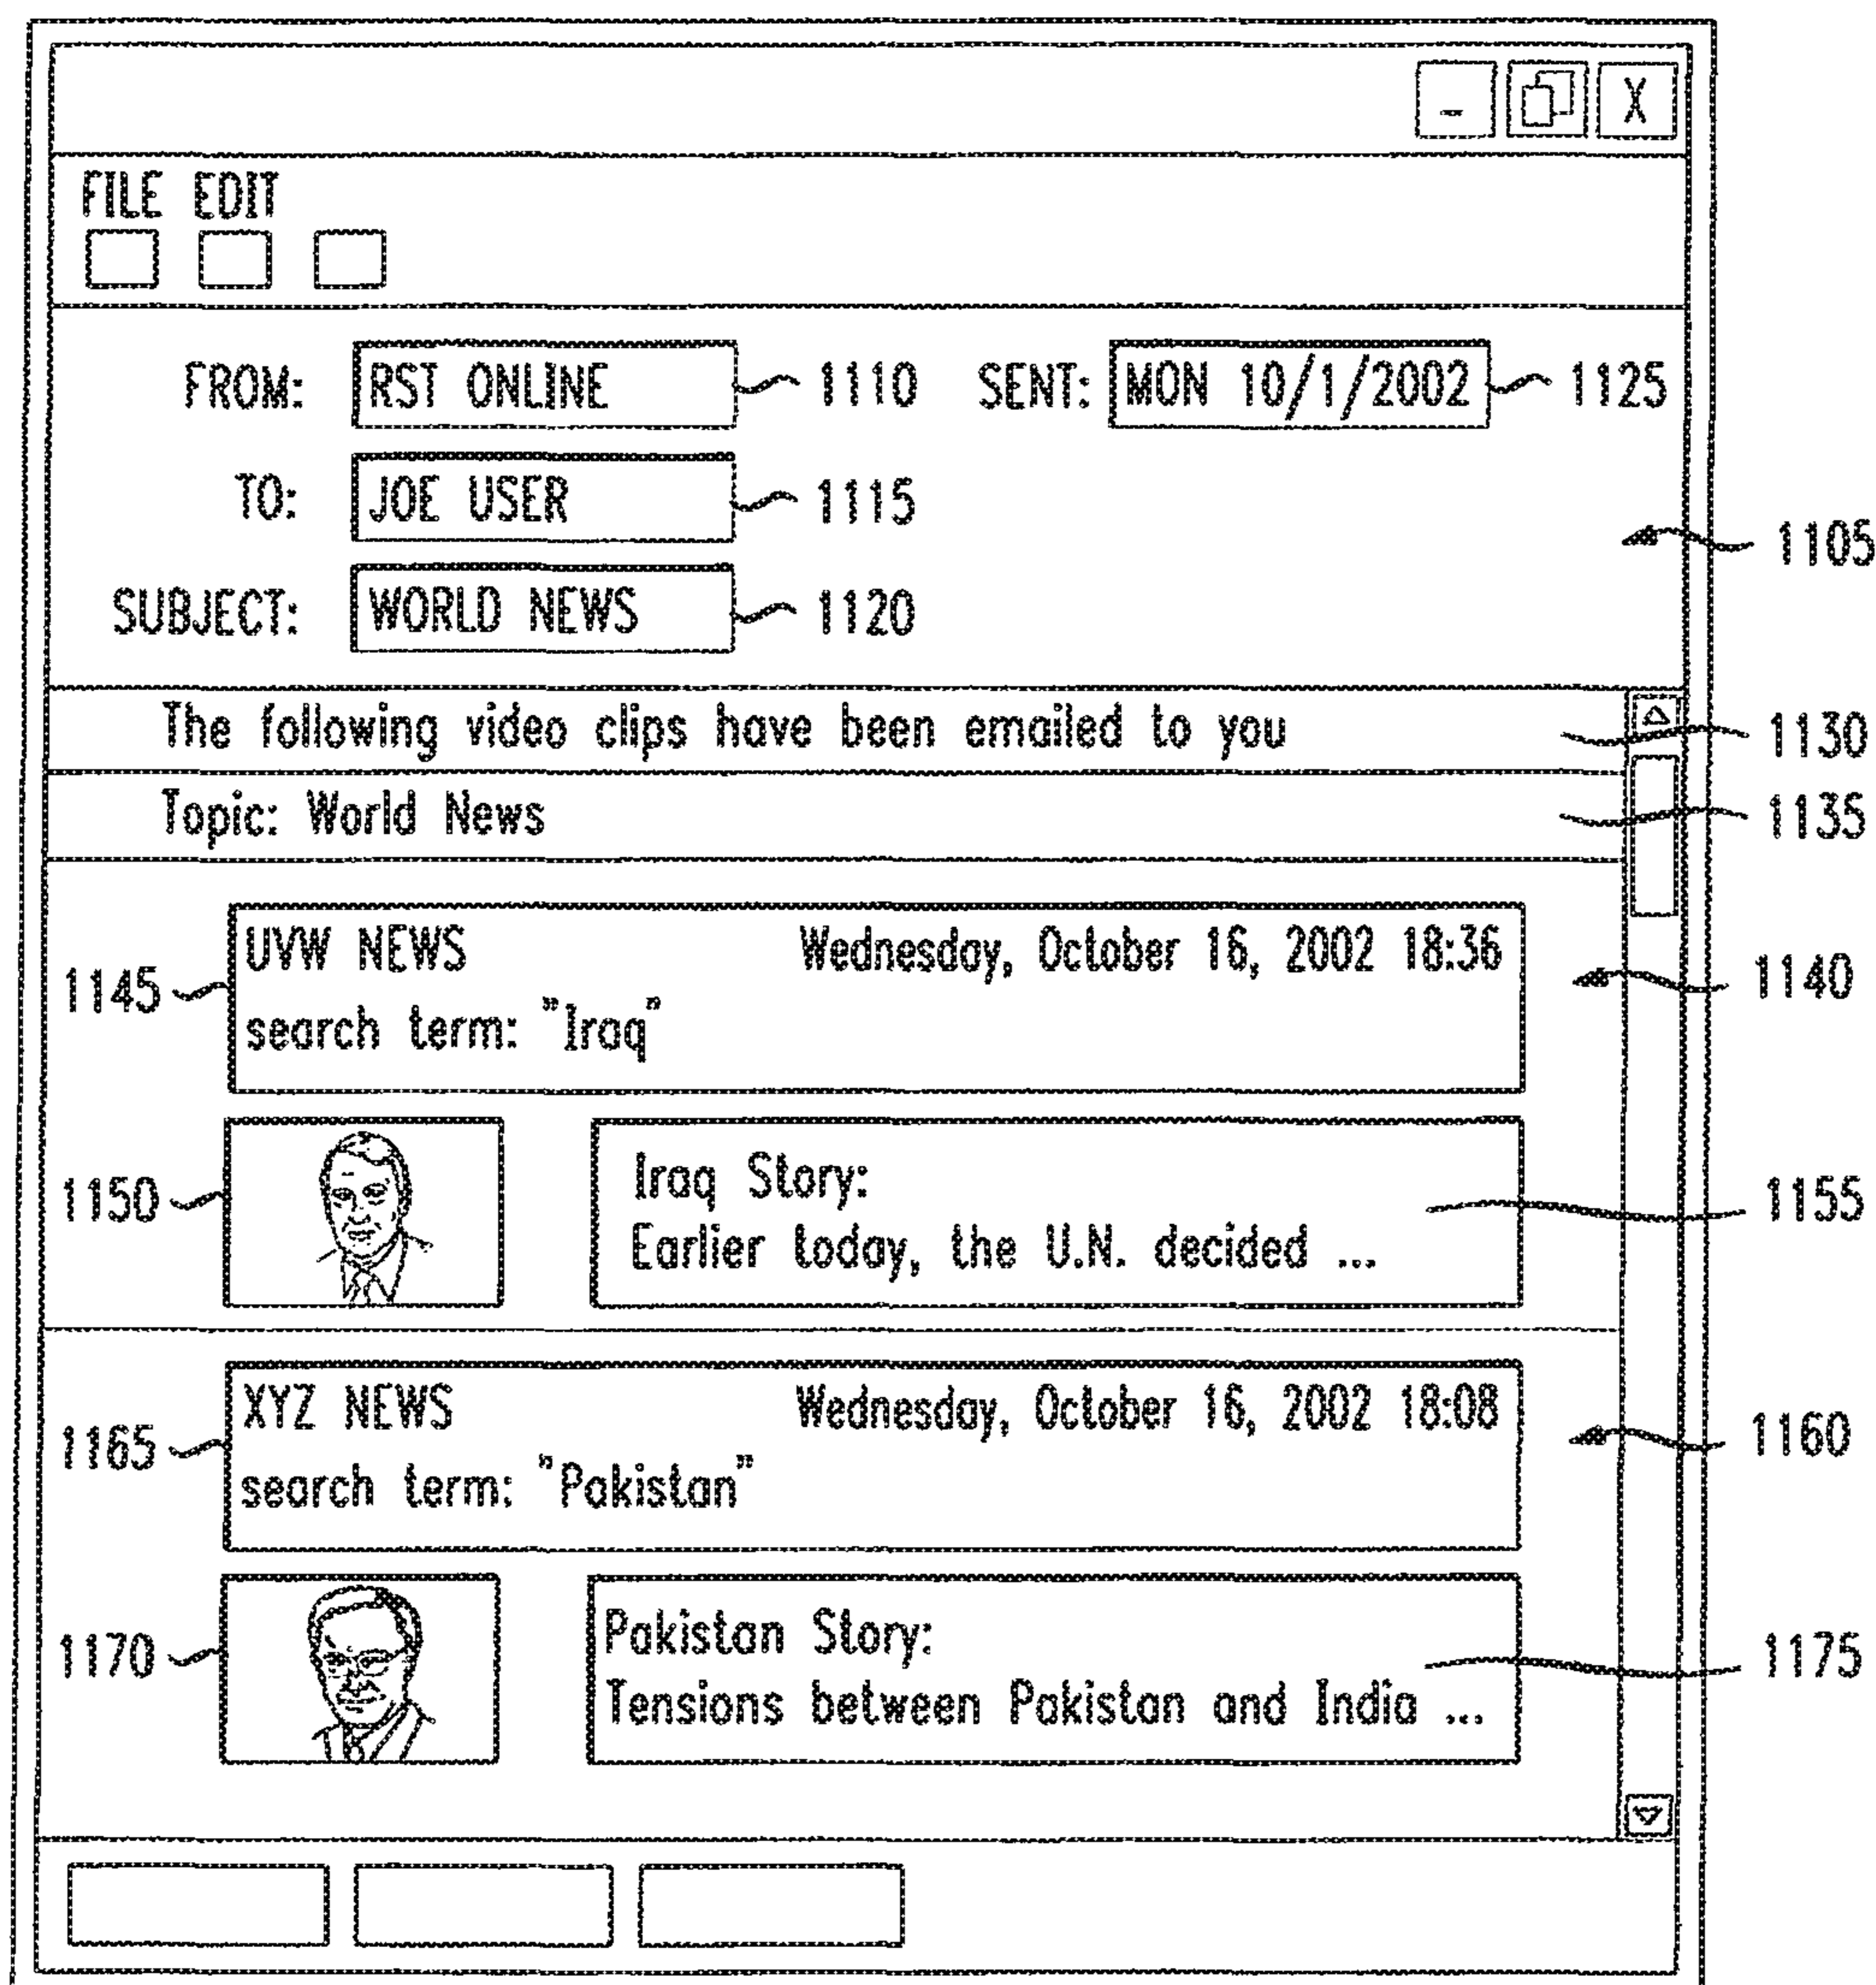 X
FILE EDIT
FROM: RST ONLINE 1110 SENT: MON 10/1/2002 1125
TO: JOE USER 1115
1105
SUBJECT: WORLD NEWS 1120
The following video clips have been emailed to you 1130
Topic: World News 1135
UVW NEWS Wednesday, October 16, 2002 18:36
1145 1140
search term: "Iraq"
Iraq Story:
1150 1155
Earlier today, the U.N. decided ...
XYZ NEWS Wednesday, October 16, 2002 18:08
1165 1160
search term: "Pakistan"
Pakistan Story:
1170 1175
Tensions between Pakistan and India ...